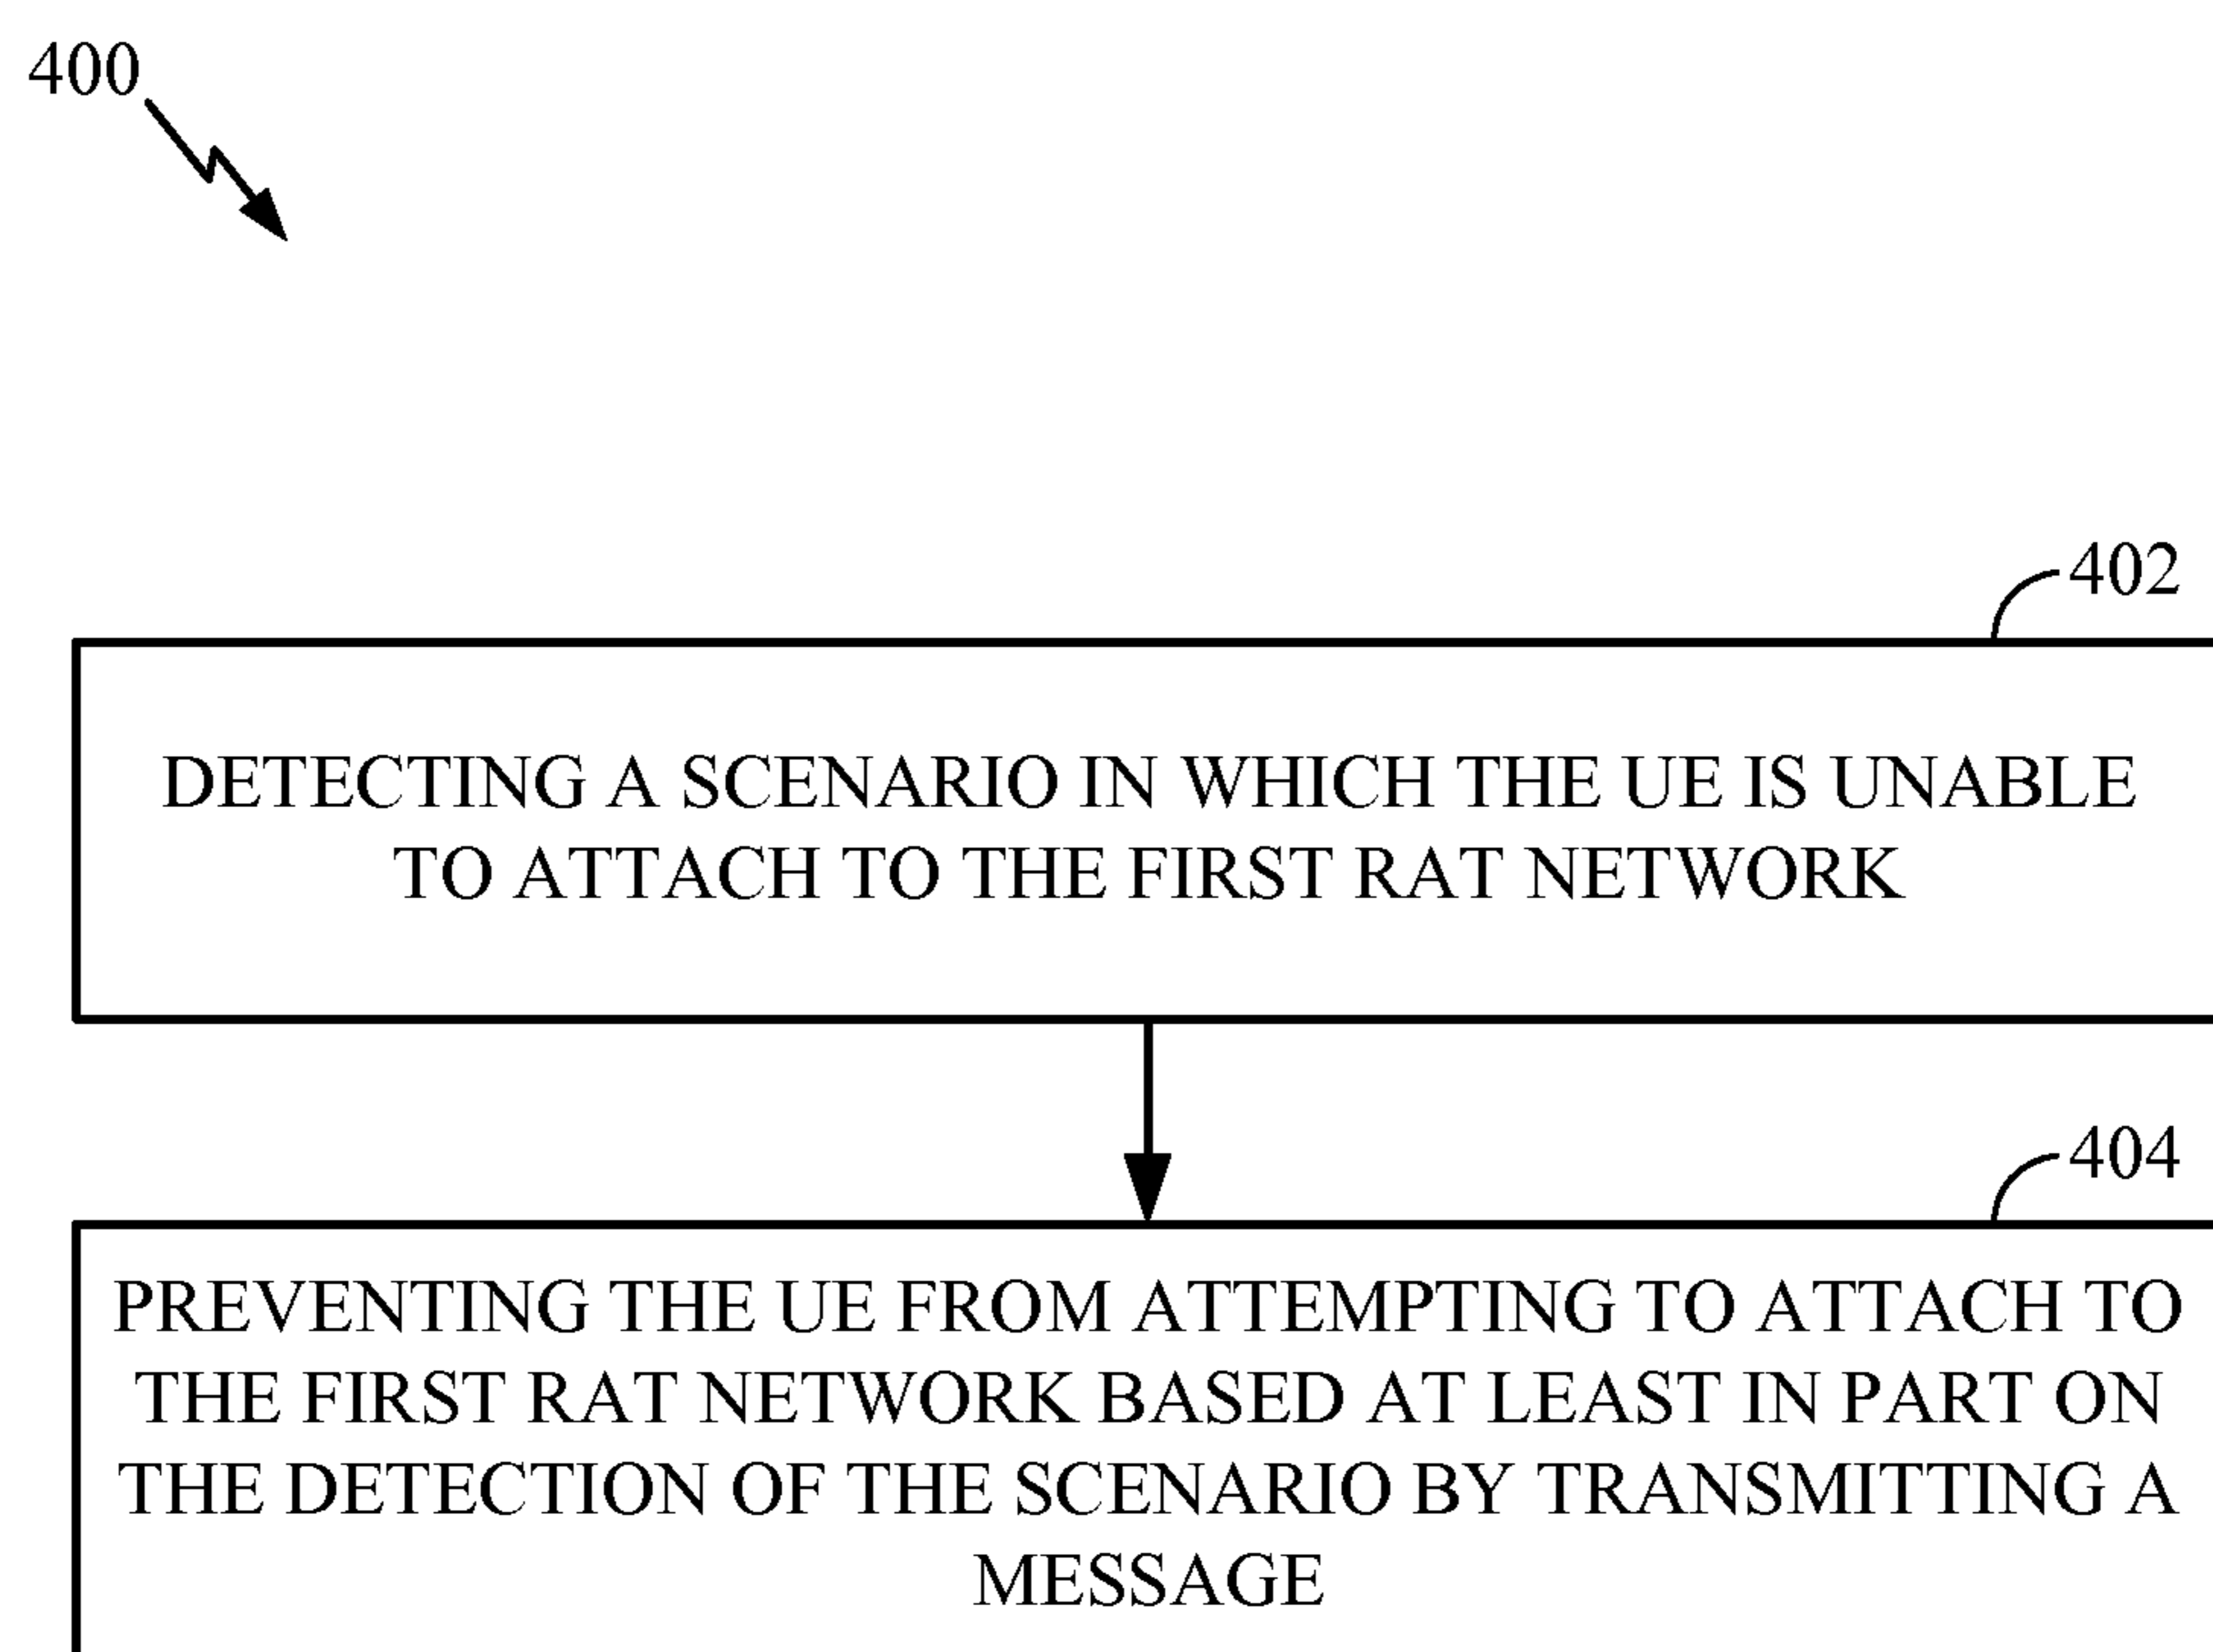 400
402
DETECTING A SCENARIO IN WHICH THE UE IS UNABLE
TO ATTACH TO THE FIRST RAT NETWORK
404
PREVENTING THE UE FROM ATTEMPTING TO ATTACH TO
THE FIRST RAT NETWORK BASED AT LEAST IN PART ON
THE DETECTION OF THE SCENARIO BY TRANSMITTING A
MESSAGE